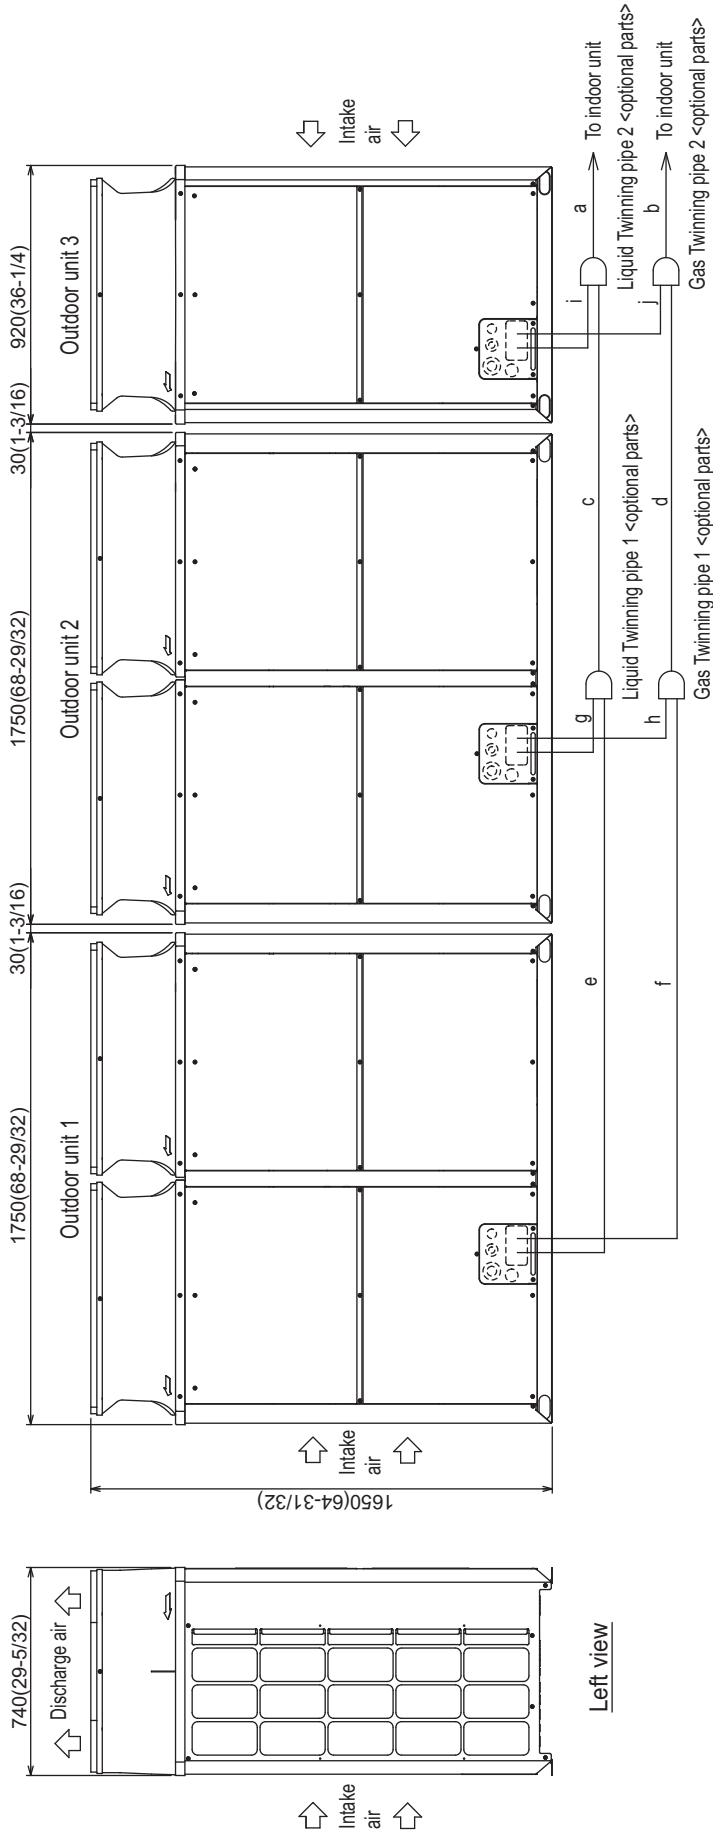 740(29-5/32)
Discharge air
Intake
air
Left view
1650(64-31/32)
1750(68-29/32)
30(1-3/16)
1750(68-29/32)
30(1-3/16)
920(36-1/4)
Outdoor unit 1
Outdoor unit 2
Outdoor unit 3
Intake
air
Intake
air
e
f
g
h
Liquid Twinning pipe 1 <optional parts>
Gas Twinning pipe 1 <optional parts>
c
d
i
j
a
b
To indoor unit
Liquid Twinning pipe 2 <optional parts>
To indoor unit
Gas Twinning pipe 2 <optional parts>